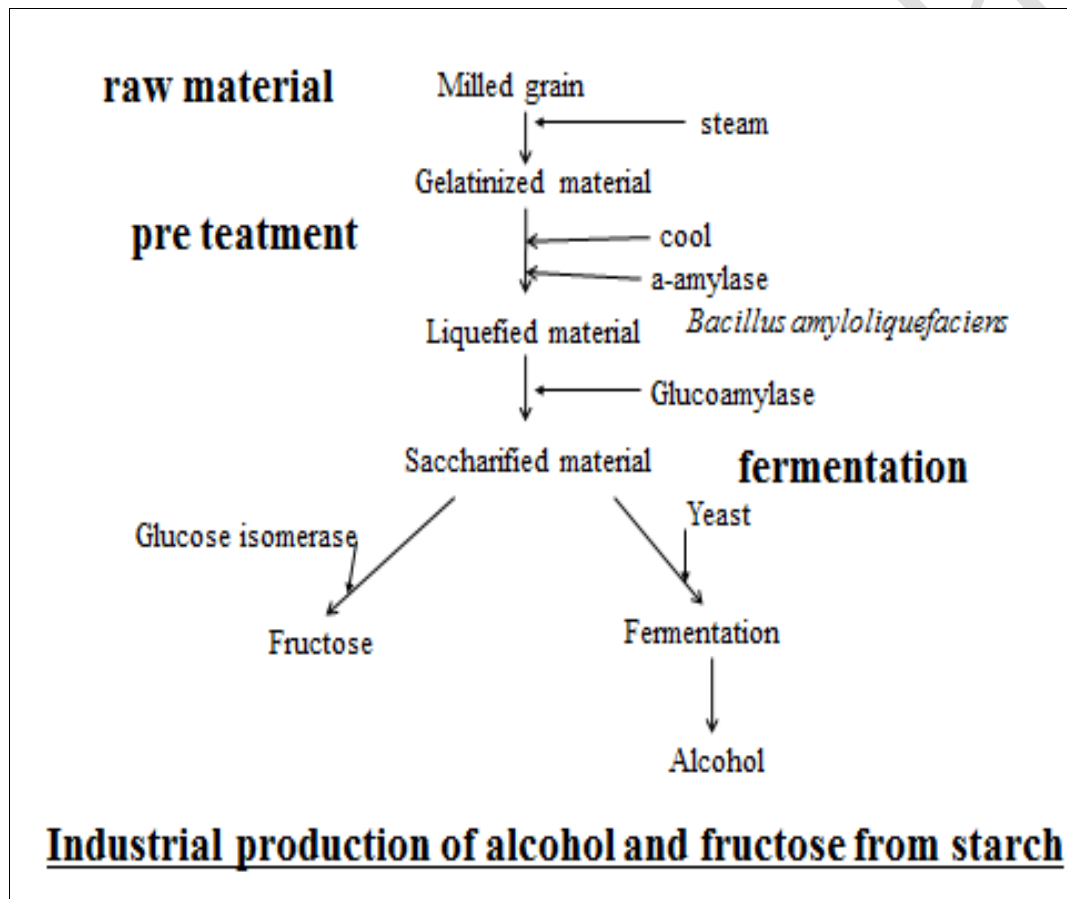 raw material
Milled grain
steam
Gelatinized material
pre teatment
cool
a-amylase
Liquefied material
Bacillus amyloliquefaciens
Glucoamylase
Saccharified material
fermentation
Yeast
Glucose isomerase
Fructose
Fermentation
Alcohol
Industrial production of alcohol and fructose from starch